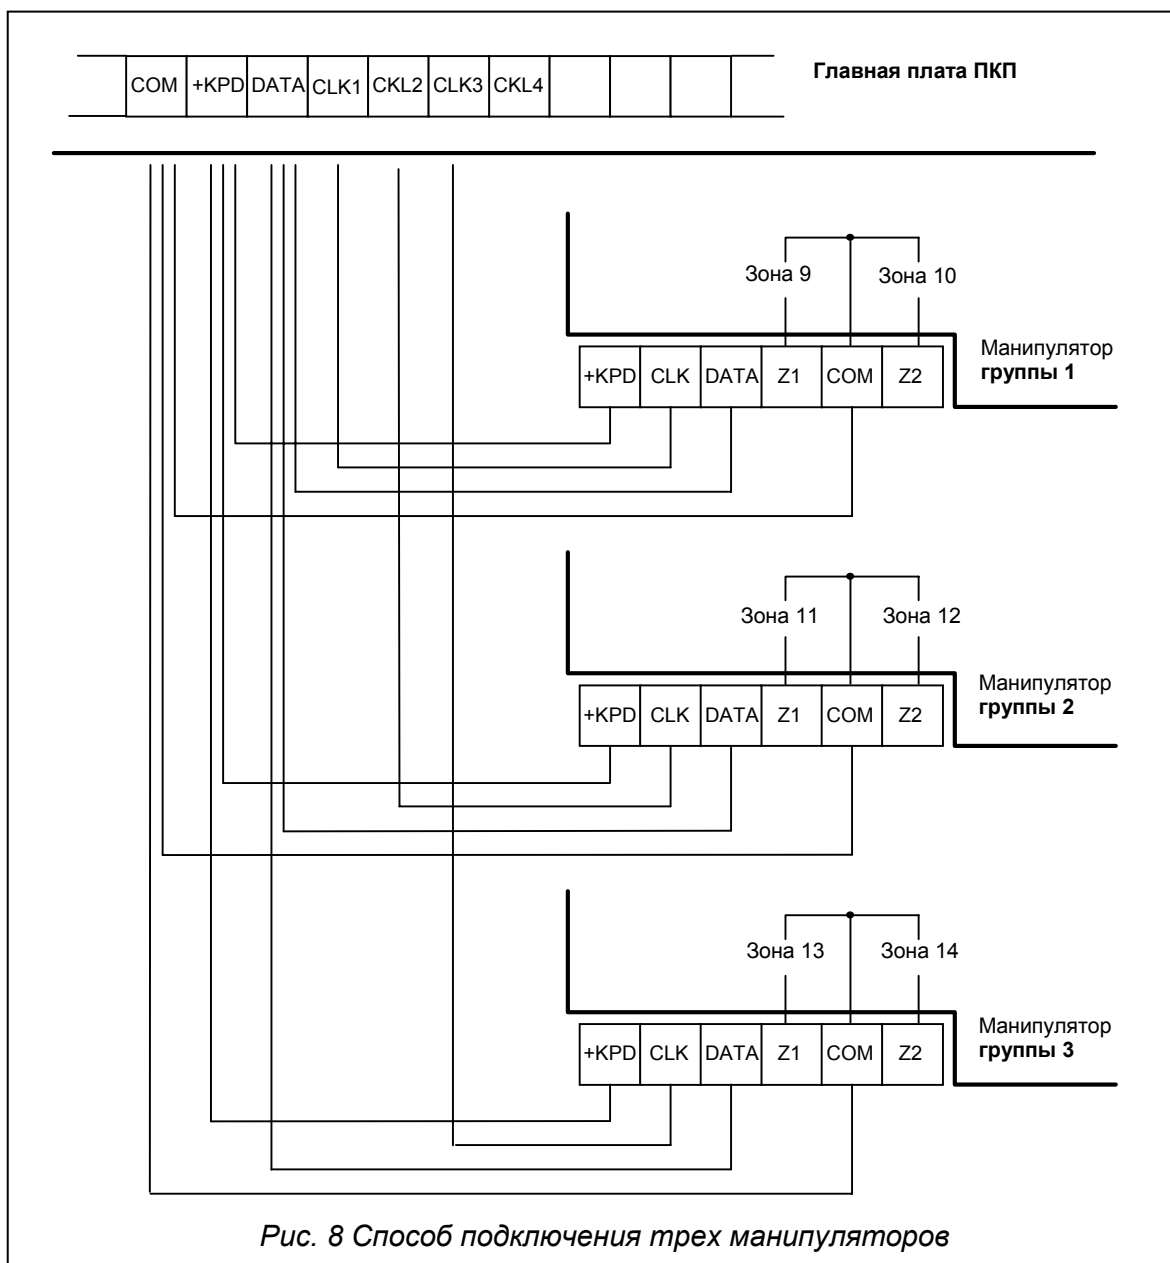 COM +KPD DATA CLK1 CKL2 CLK3 CKL4
Главная плата ПКП
Зона 9 Зона 10
+KPD CLK DATA Z1 COM Z2
Манипулятор
группы 1
Зона 11 Зона 12
+KPD CLK DATA Z1 COM Z2
Манипулятор
группы 2
Зона 13 Зона 14
+KPD CLK DATA Z1 COM Z2
Манипулятор
группы 3
Рис. 8 Способ подключения трех манипуляторов